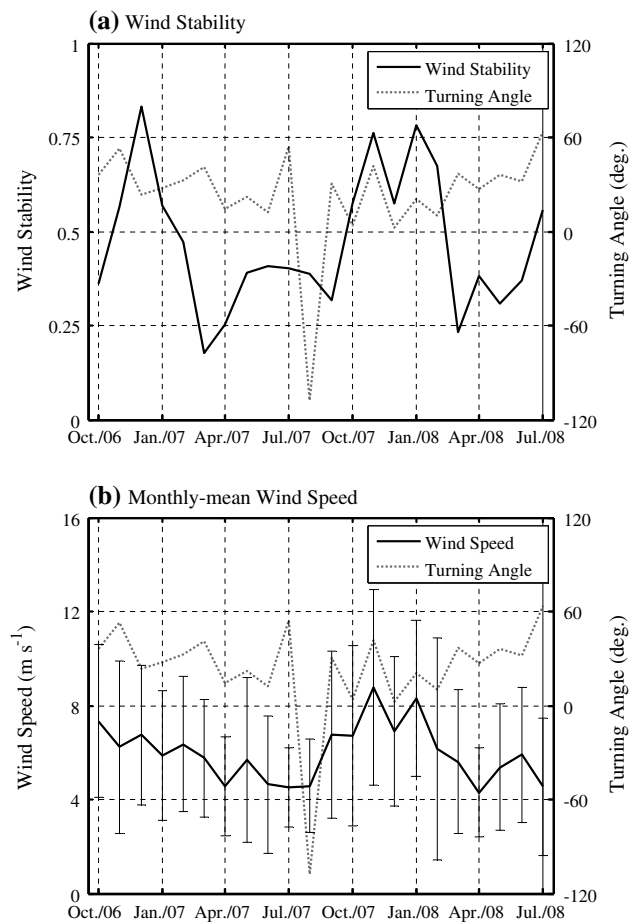 (a) Wind Stability
1
0.75
0.5
0.25
0
Wind Stability
120
60
0
-60
-120
Turning Angle (deg.)
Wind Stability
Turning Angle
Oct./06 Jan./07 Apr./07 Jul./07 Oct./07 Jan./08 Apr./08 Jul./08
(b) Monthly-mean Wind Speed
16
12
8
4
0
Wind Speed (m s-1)
120
60
0
-60
-120
Turning Angle (deg.)
Wind Speed
Turning Angle
Oct./06 Jan./07 Apr./07 Jul./07 Oct./07 Jan./08 Apr./08 Jul./08